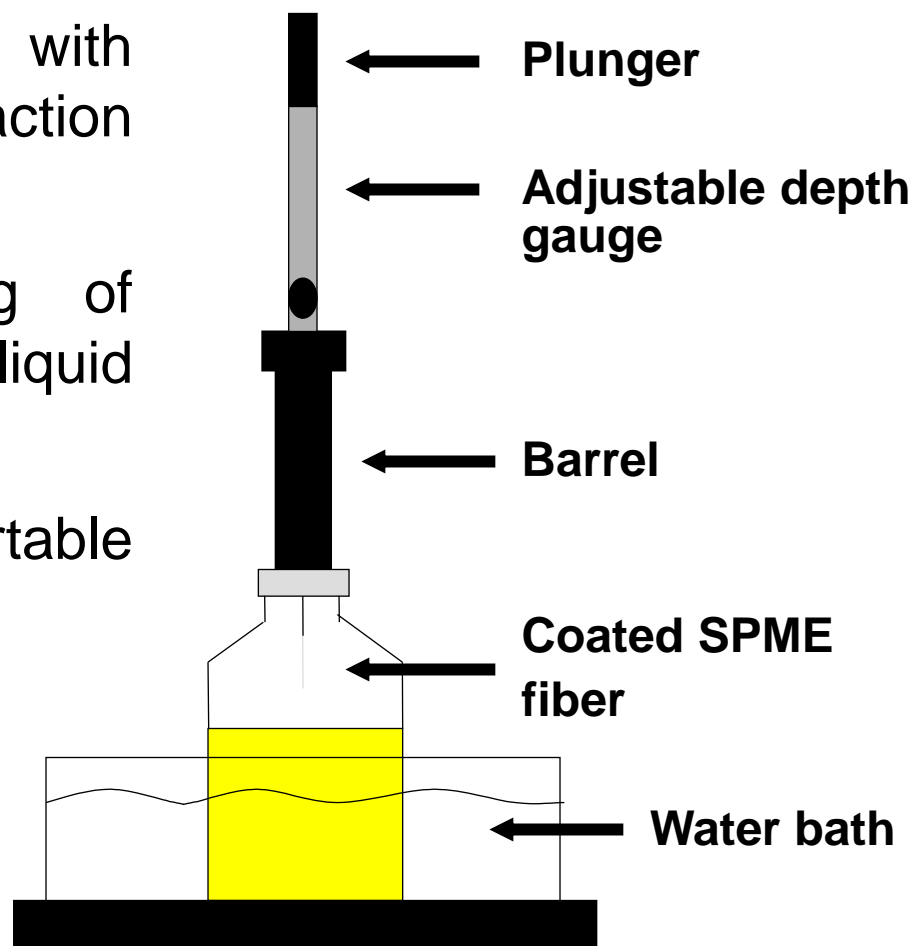 with
action
g of
liquid
rtable
Plunger
Adjustable depth
gauge
Barrel
Coated SPME
fiber
Water bath